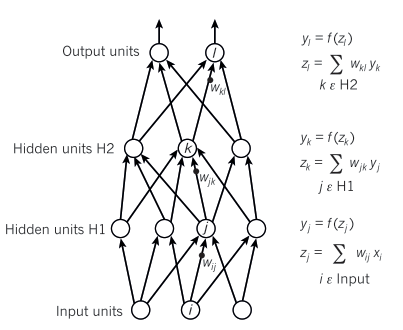 Output units
l
w_kl
y_l = f(z_l)
z_l = ∑ w_kl y_k
k ε H2
Hidden units H2
k
w_jk
y_k = f(z_k)
z_k = ∑ w_jk y_j
j ε H1
Hidden units H1
j
w_ij
y_j = f(z_j)
z_j = ∑ w_ij x_i
i ε Input
Input units
i